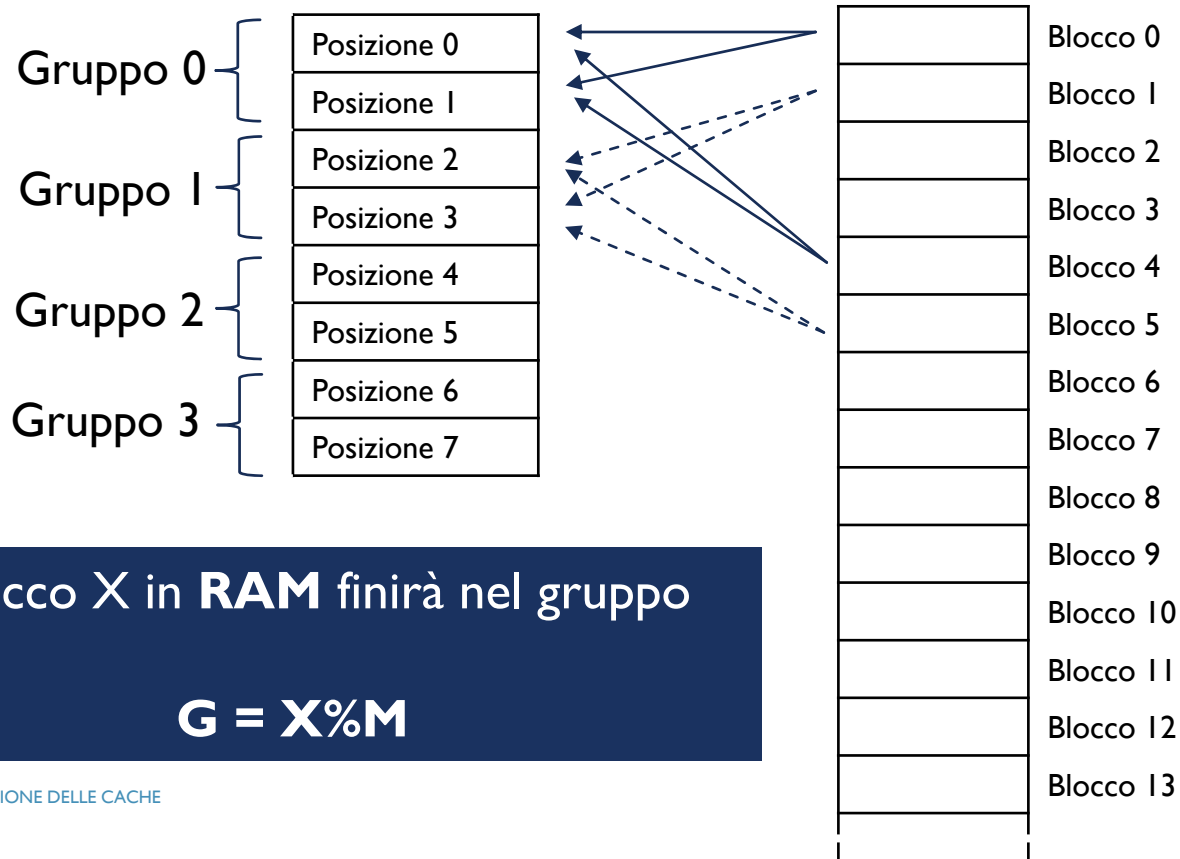 Gruppo 0
Gruppo 1
Gruppo 2
Gruppo 3
Posizione 0
Posizione 1
Posizione 2
Posizione 3
Posizione 4
Posizione 5
Posizione 6
Posizione 7
Blocco 0
Blocco 1
Blocco 2
Blocco 3
Blocco 4
Blocco 5
Blocco 6
Blocco 7
Blocco 8
Blocco 9
Blocco 10
Blocco 11
Blocco 12
Blocco 13
cco X in RAM finirà nel gruppo
G = X%M
IONE DELLE CACHE